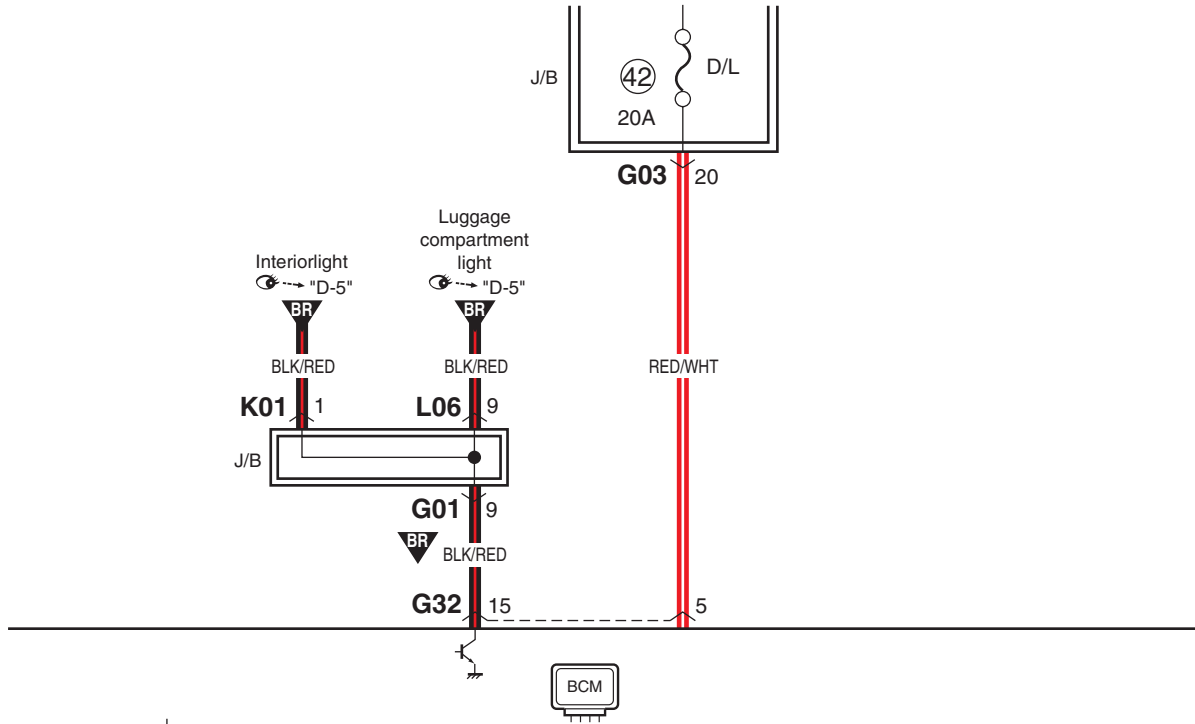 J/B
42
D/L
20A
G03
20
Luggage
compartment
light
Interiorlight
"D-5"
"D-5"
BR
BR
BLK/RED
BLK/RED
RED/WHT
K01
1
L06
9
J/B
G01
9
BR
BLK/RED
G32
15
5
BCM